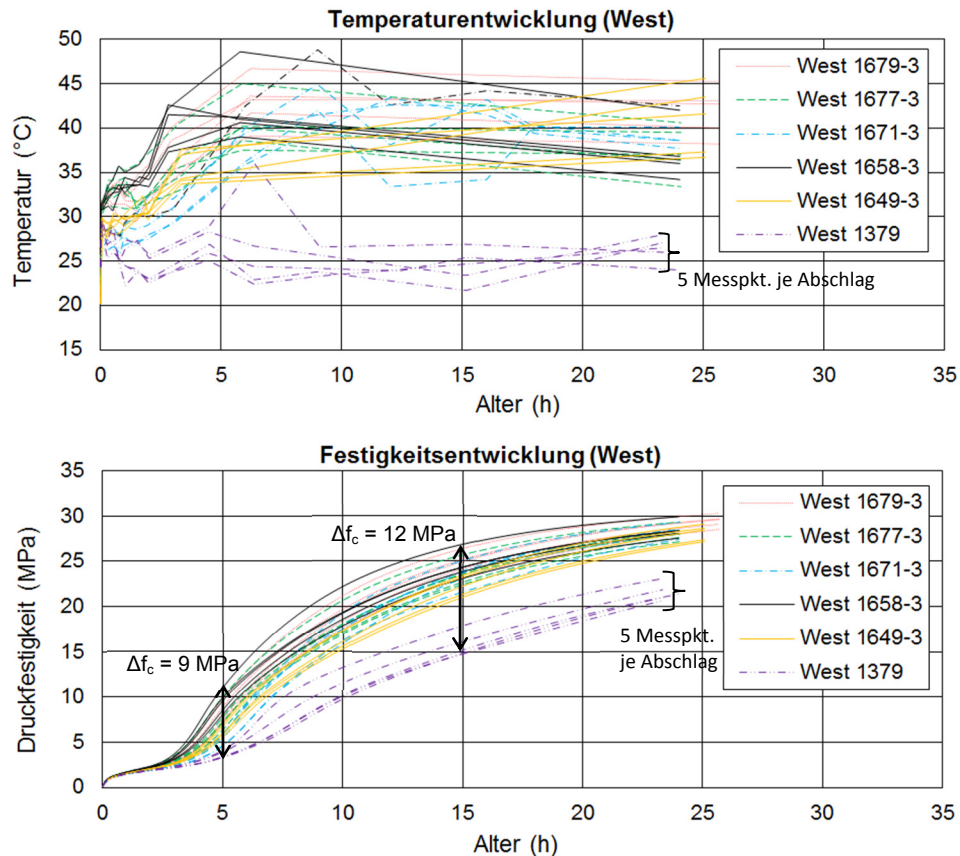 Temperaturentwicklung (West)
Temperatur (°C)
50
45
40
35
30
25
20
15
0
5
10
15
20
25
30
35
Alter (h)
West 1679-3
West 1677-3
West 1671-3
West 1658-3
West 1649-3
West 1379
5 Messpkt. je Abschlag
Festigkeitsentwicklung (West)
Druckfestigkeit (MPa)
35
30
25
20
15
10
5
0
0
5
10
15
20
25
30
35
Alter (h)
Δfc = 12 MPa
Δfc = 9 MPa
West 1679-3
West 1677-3
West 1671-3
West 1658-3
West 1649-3
West 1379
5 Messpkt.
je Abschlag